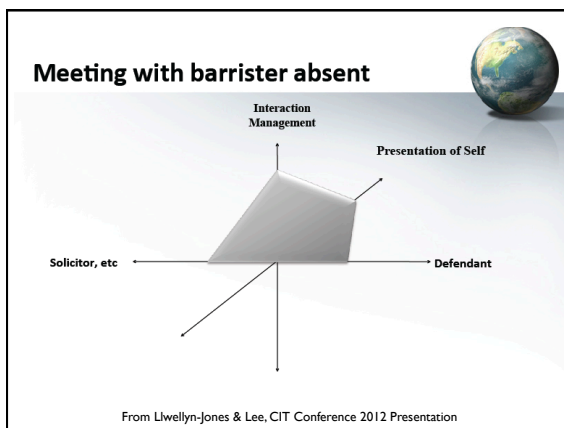 Meeting with barrister absent
Interaction
Management
Presentation of Self
Solicitor, etc
Defendant
From Llwellyn-Jones & Lee, CIT Conference 2012 Presentation